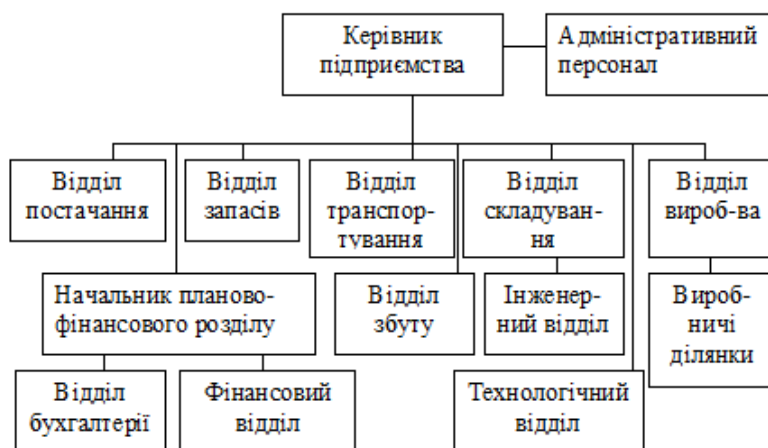 Керівник
підприємства
Адміністративний
персонал
Відділ
постачання
Відділ
запасів
Відділ
транспор-
тування
Відділ
складуван-
ня
Відділ
вироб-ва
Начальник планово-
фінансового розділу
Відділ
збуту
Інженер-
ний відділ
Вироб-
ничі
ділянки
Відділ
бухгалтерії
Фінансовий
відділ
Технологічний
відділ